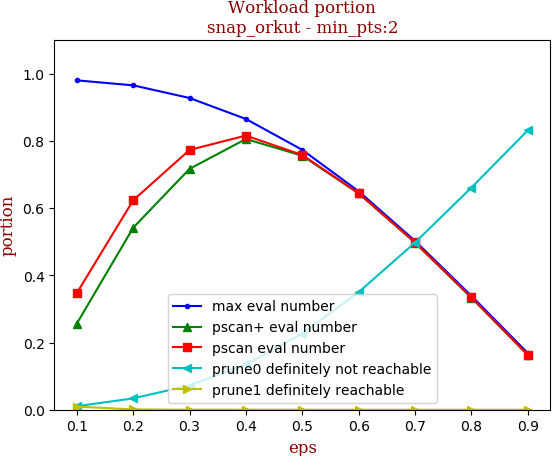 Workload portion
snap_orkut - min_pts:2
portion
1.0
0.8
0.6
0.4
0.2
0.0
max eval number
pscan+ eval number
pscan eval number
prune0 definitely not reachable
prune1 definitely reachable
0.1 0.2 0.3 0.4 0.5 0.6 0.7 0.8 0.9
eps